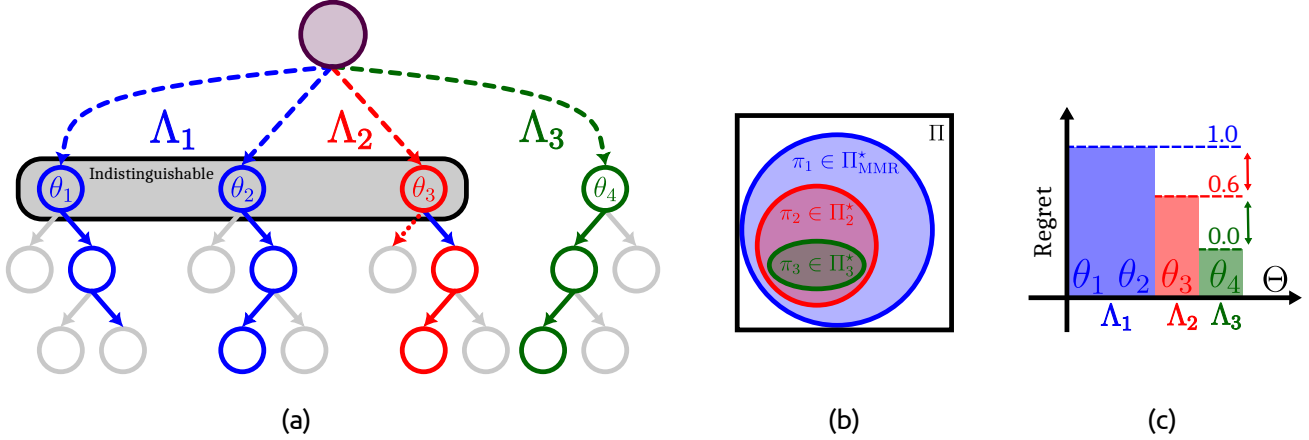 Λ₁
Λ₂
Λ₃
Indistinguishable
θ₁
θ₂
θ₃
θ₄
(a)
Π
π₁ ∈ Π*_MMR
π₂ ∈ Π*₂
π₃ ∈ Π*₃
(b)
Regret
1.0
0.6
0.0
θ₁ θ₂ θ₃ θ₄ Θ
Λ₁ Λ₂ Λ₃
(c)